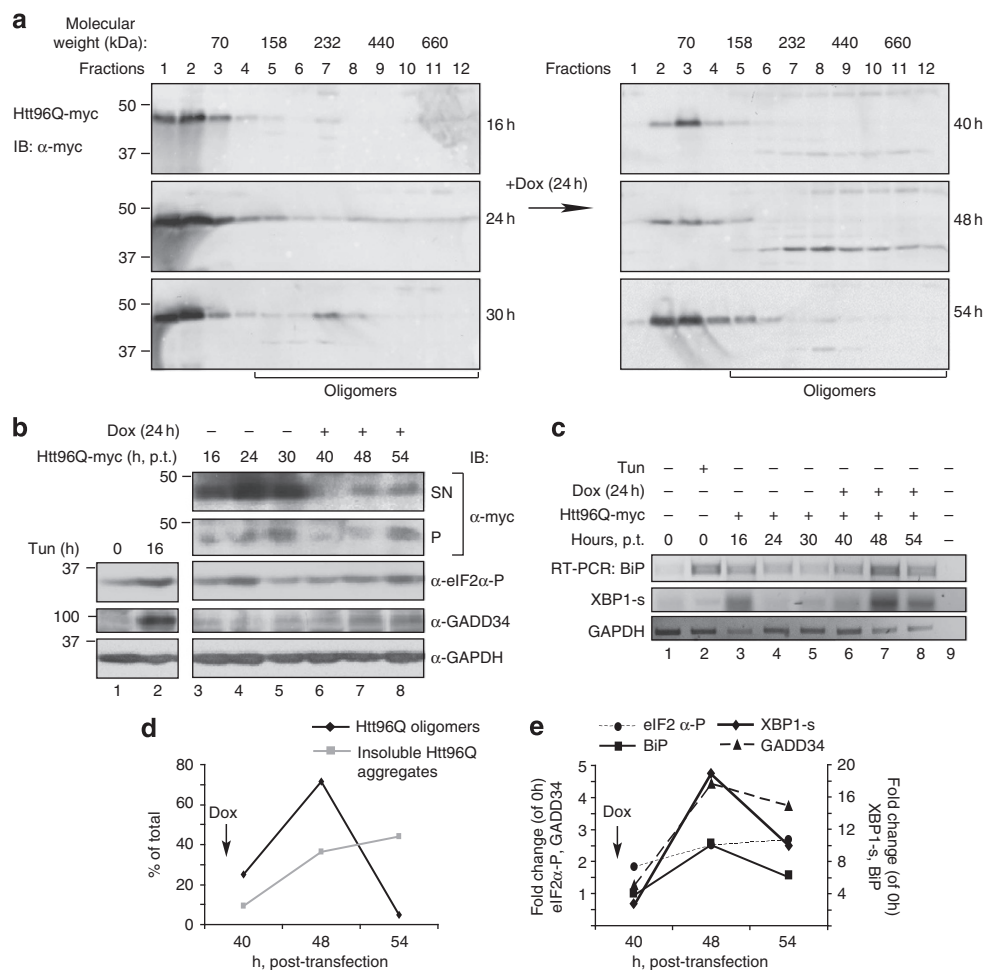 a
Molecular
weight (kDa): 70 158 232 440 660
Fractions 1 2 3 4 5 6 7 8 9 10 11 12
Htt96Q-myc
IB: α-myc
50
37
16 h
50
37
24 h
50
37
30 h
Oligomers
+Dox (24 h)
70 158 232 440 660
Fractions 1 2 3 4 5 6 7 8 9 10 11 12
40 h
48 h
54 h
Oligomers
b
Dox (24 h) – – – + + +
Htt96Q-myc (h, p.t.) 16 24 30 40 48 54 IB:
50 SN
α-myc
50 P
Tun (h) 0 16
37 α-eIF2α-P
100 α-GADD34
37 α-GAPDH
1 2 3 4 5 6 7 8
c
Tun – + – – – – – – –
Dox (24 h) – – – – – + + + –
Htt96Q-myc – – + + + + + + –
Hours, p.t. 0 0 16 24 30 40 48 54 –
RT-PCR: BiP
XBP1-s
GAPDH
1 2 3 4 5 6 7 8 9
d
Htt96Q oligomers
Insoluble Htt96Q
aggregates
% of total
80
60
40
20
0
Dox
40 48 54
h, post-transfection
e
eIF2 α-P XBP1-s
BiP GADD34
Fold change (of 0h)
eIF2α-P, GADD34
5
4
3
2
1
Dox
20
16
12
8
4
Fold change (of 0h)
XBP1-s, BiP
40 48 54
h, post-transfection